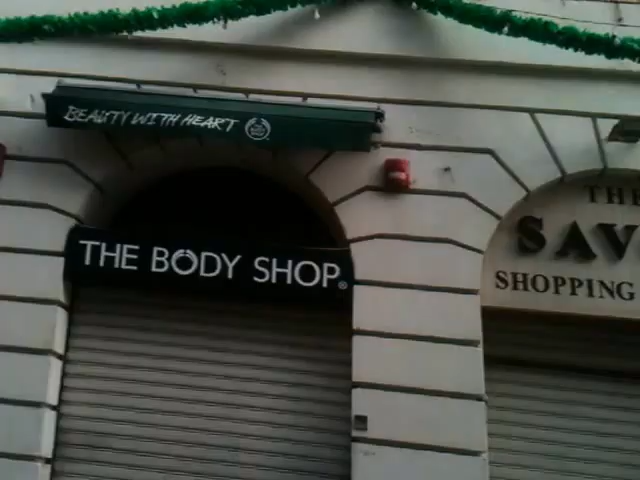 BEAUTY WITH HEART
THE BODY SHOP®
THE
SAV
SHOPPING